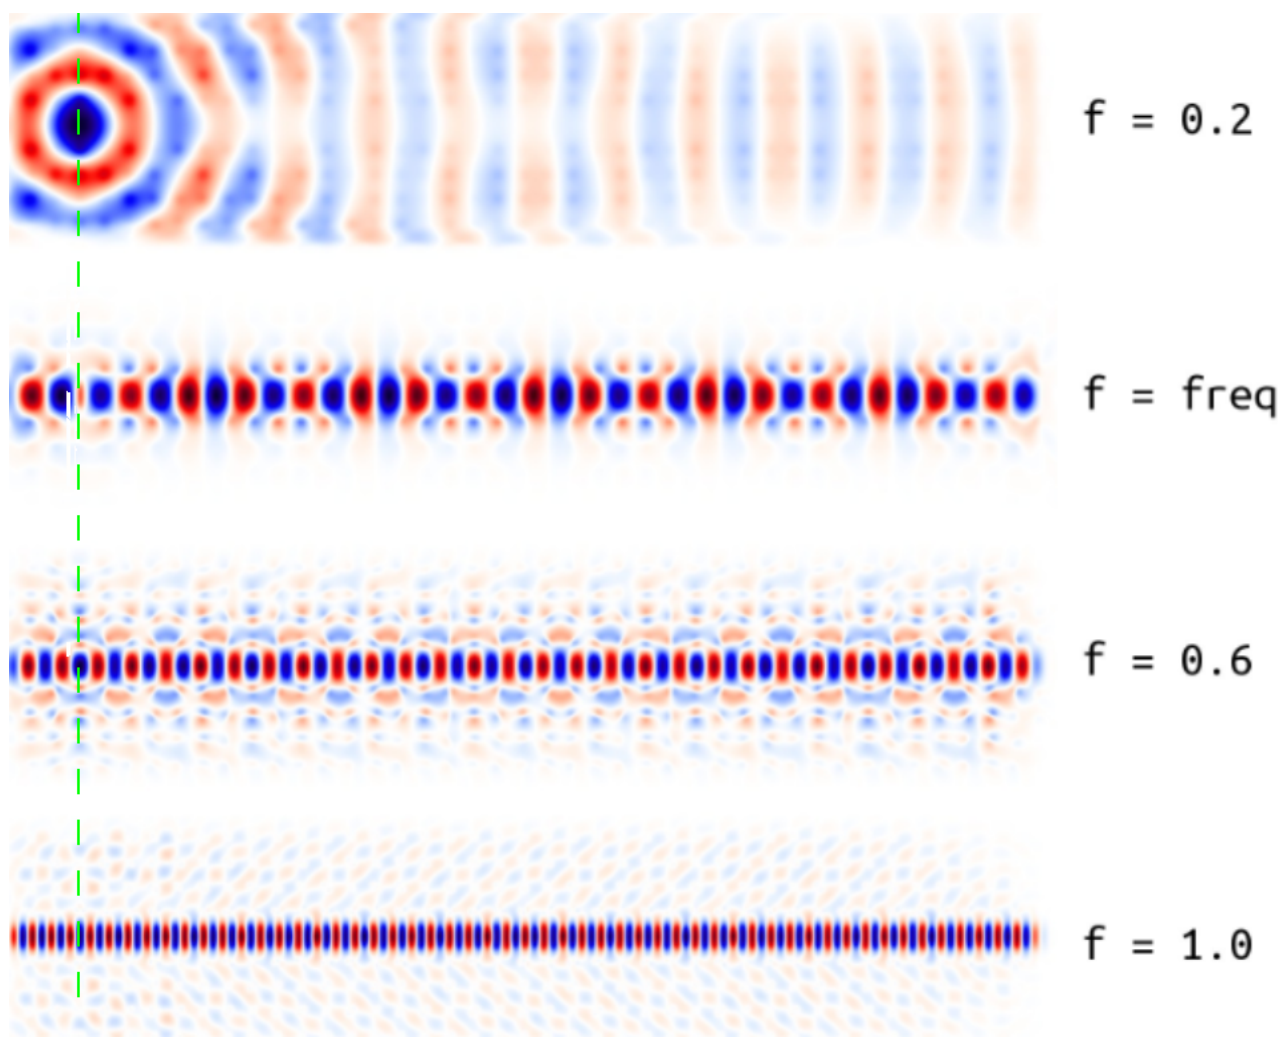 f = 0.2
f = freq
f = 0.6
f = 1.0